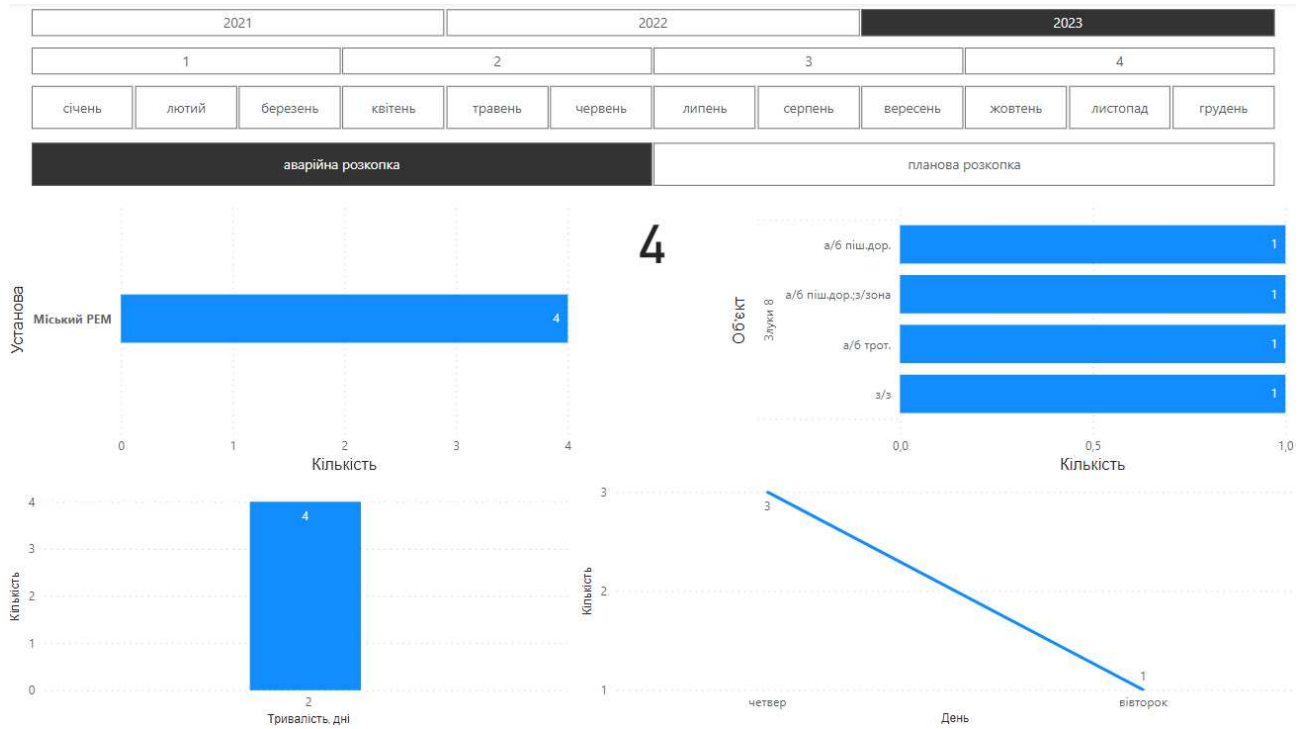 2021 2022 2023
1 2 3 4
січень лютий березень квітень травень червень липень серпень вересень жовтень листопад грудень
аварійна розкопка планова розкопка
Установа
Міський РЕМ
4
0 1 2 3 4
Кількість
4
Об'єкт
Злуки 8
а/б піш.дор. 1
а/б піш.дор.;з/зона 1
а/б трот. 1
з/з 1
0,0 0,5 1,0
Кількість
Кількість
4
3
2
1
0
4
2
Тривалість, дні
Кількість
3
2
1
3
1
четвер вівторок
День